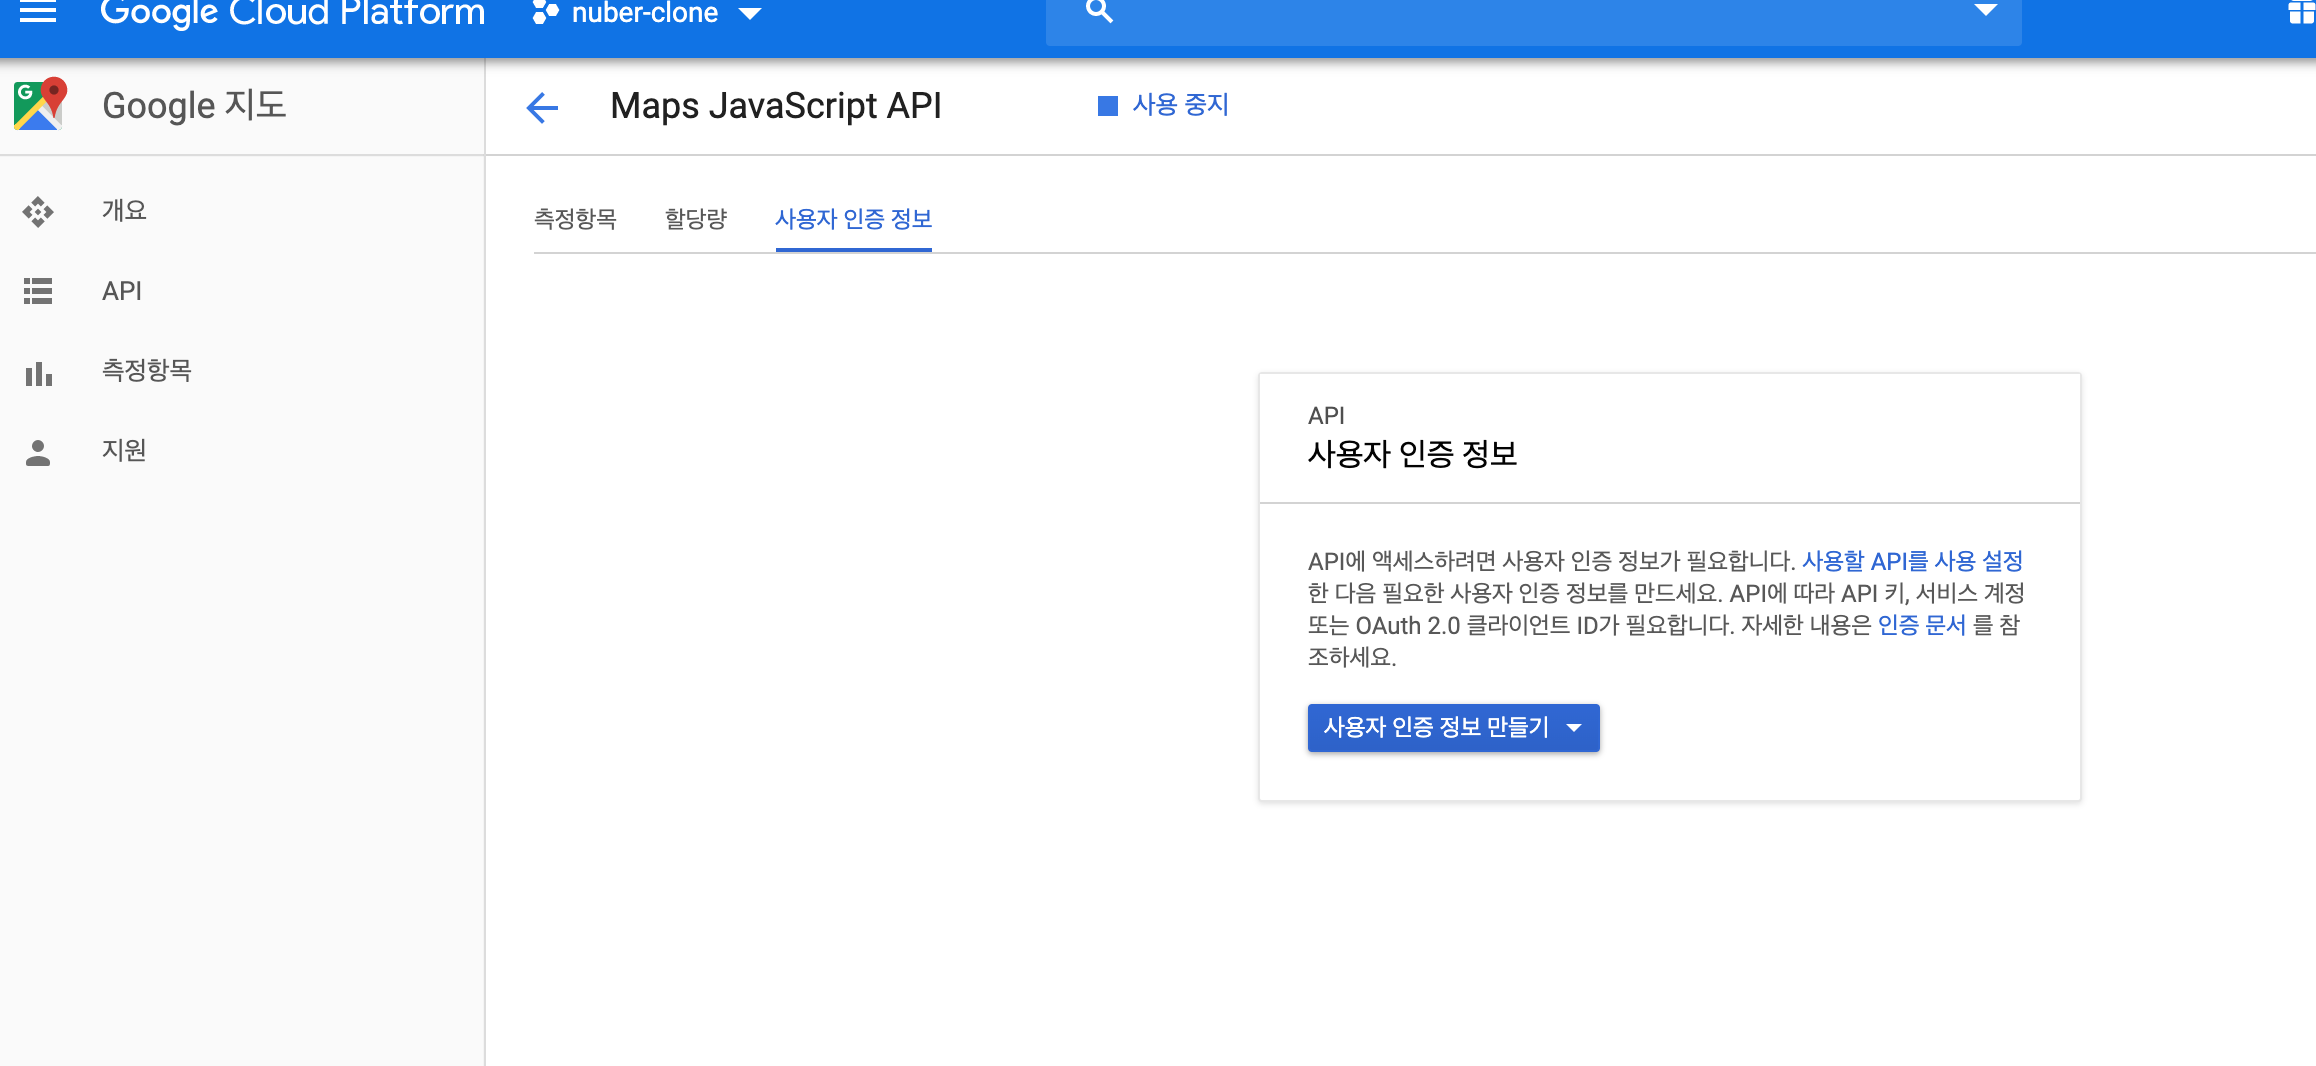 Google Cloud Platform
nuber-clone
Google 지도
Maps JavaScript API
사용 중지
개요
API
측정항목
지원
측정항목
할당량
사용자 인증 정보
API
사용자 인증 정보
API에 액세스하려면 사용자 인증 정보가 필요합니다. 사용할 API를 사용 설정
한 다음 필요한 사용자 인증 정보를 만드세요. API에 따라 API 키, 서비스 계정
또는 OAuth 2.0 클라이언트 ID가 필요합니다. 자세한 내용은 인증 문서 를 참
조하세요.
사용자 인증 정보 만들기